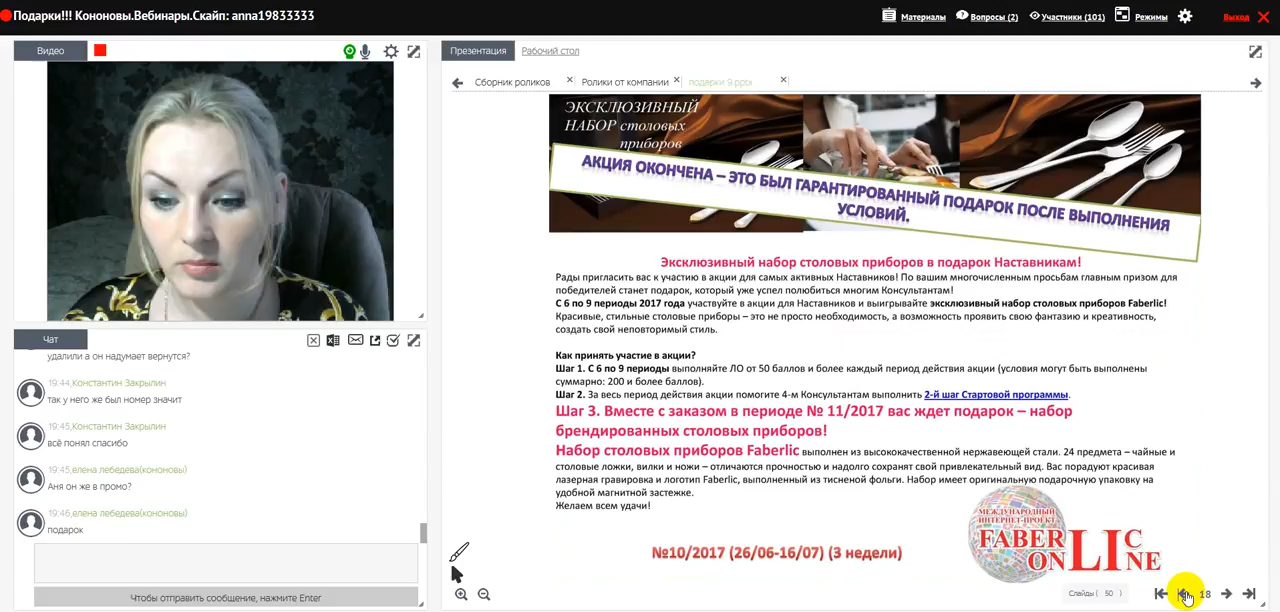 Подарки!!! Кононовы.Вебинары.Скайп: anna19833333
Материалы
Вопросы (2)
Участники (101)
Режимы
Выход
Видео
Презентация
Рабочий стол
Сборник роликов
Ролики от компании
подарки 9.pptx
ЭКСКЛЮЗИВНЫЙ
НАБОР столовых
приборов
АКЦИЯ ОКОНЧЕНА – ЭТО БЫЛ ГАРАНТИРОВАННЫЙ ПОДАРОК ПОСЛЕ ВЫПОЛНЕНИЯ
УСЛОВИЙ.
Эксклюзивный набор столовых приборов в подарок Наставникам!
Рады пригласить вас к участию в акции для самых активных Наставников! По вашим многочисленным просьбам главным призом для
победителей станет подарок, который уже успел полюбиться многим Консультантам!
С 6 по 9 периоды 2017 года участвуйте в акции для Наставников и выигрывайте эксклюзивный набор столовых приборов Faberlic!
Красивые, стильные столовые приборы – это не просто необходимость, а возможность проявить свою фантазию и креативность,
создать свой неповторимый стиль.
Как принять участие в акции?
Шаг 1. С 6 по 9 периоды выполняйте ЛО от 50 баллов и более каждый период действия акции (условия могут быть выполнены
суммарно: 200 и более баллов).
Шаг 2. За весь период действия акции помогите 4-м Консультантам выполнить 2-й шаг Стартовой программы.
Шаг 3. Вместе с заказом в периоде № 11/2017 вас ждет подарок – набор
брендированных столовых приборов!
Набор столовых приборов Faberlic выполнен из высококачественной нержавеющей стали. 24 предмета – чайные и
столовые ложки, вилки и ножи – отличаются прочностью и надолго сохранят свой привлекательный вид. Вас порадуют красивая
лазерная гравировка и логотип Faberlic, выполненный из тисненой фольги. Набор имеет оригинальную подарочную упаковку на
удобной магнитной застежке.
Желаем всем удачи!
№10/2017 (26/06-16/07) (3 недели)
МЕЖДУНАРОДНЫЙ
ИНТЕРНЕТ-ПРОЕКТ
FABERLIC
ONLINE
Слайды ( 50 )
18
Чат
удалили а он надумает вернутся?
19:44,Константин Закрылин
так у него же был номер значит
19:45,Константин Закрылин
всё понял спасибо
19:45,елена лебедева(кононовы)
Аня он же в промо?
19:46,елена лебедева(кононовы)
подарок
Чтобы отправить сообщение, нажмите Enter